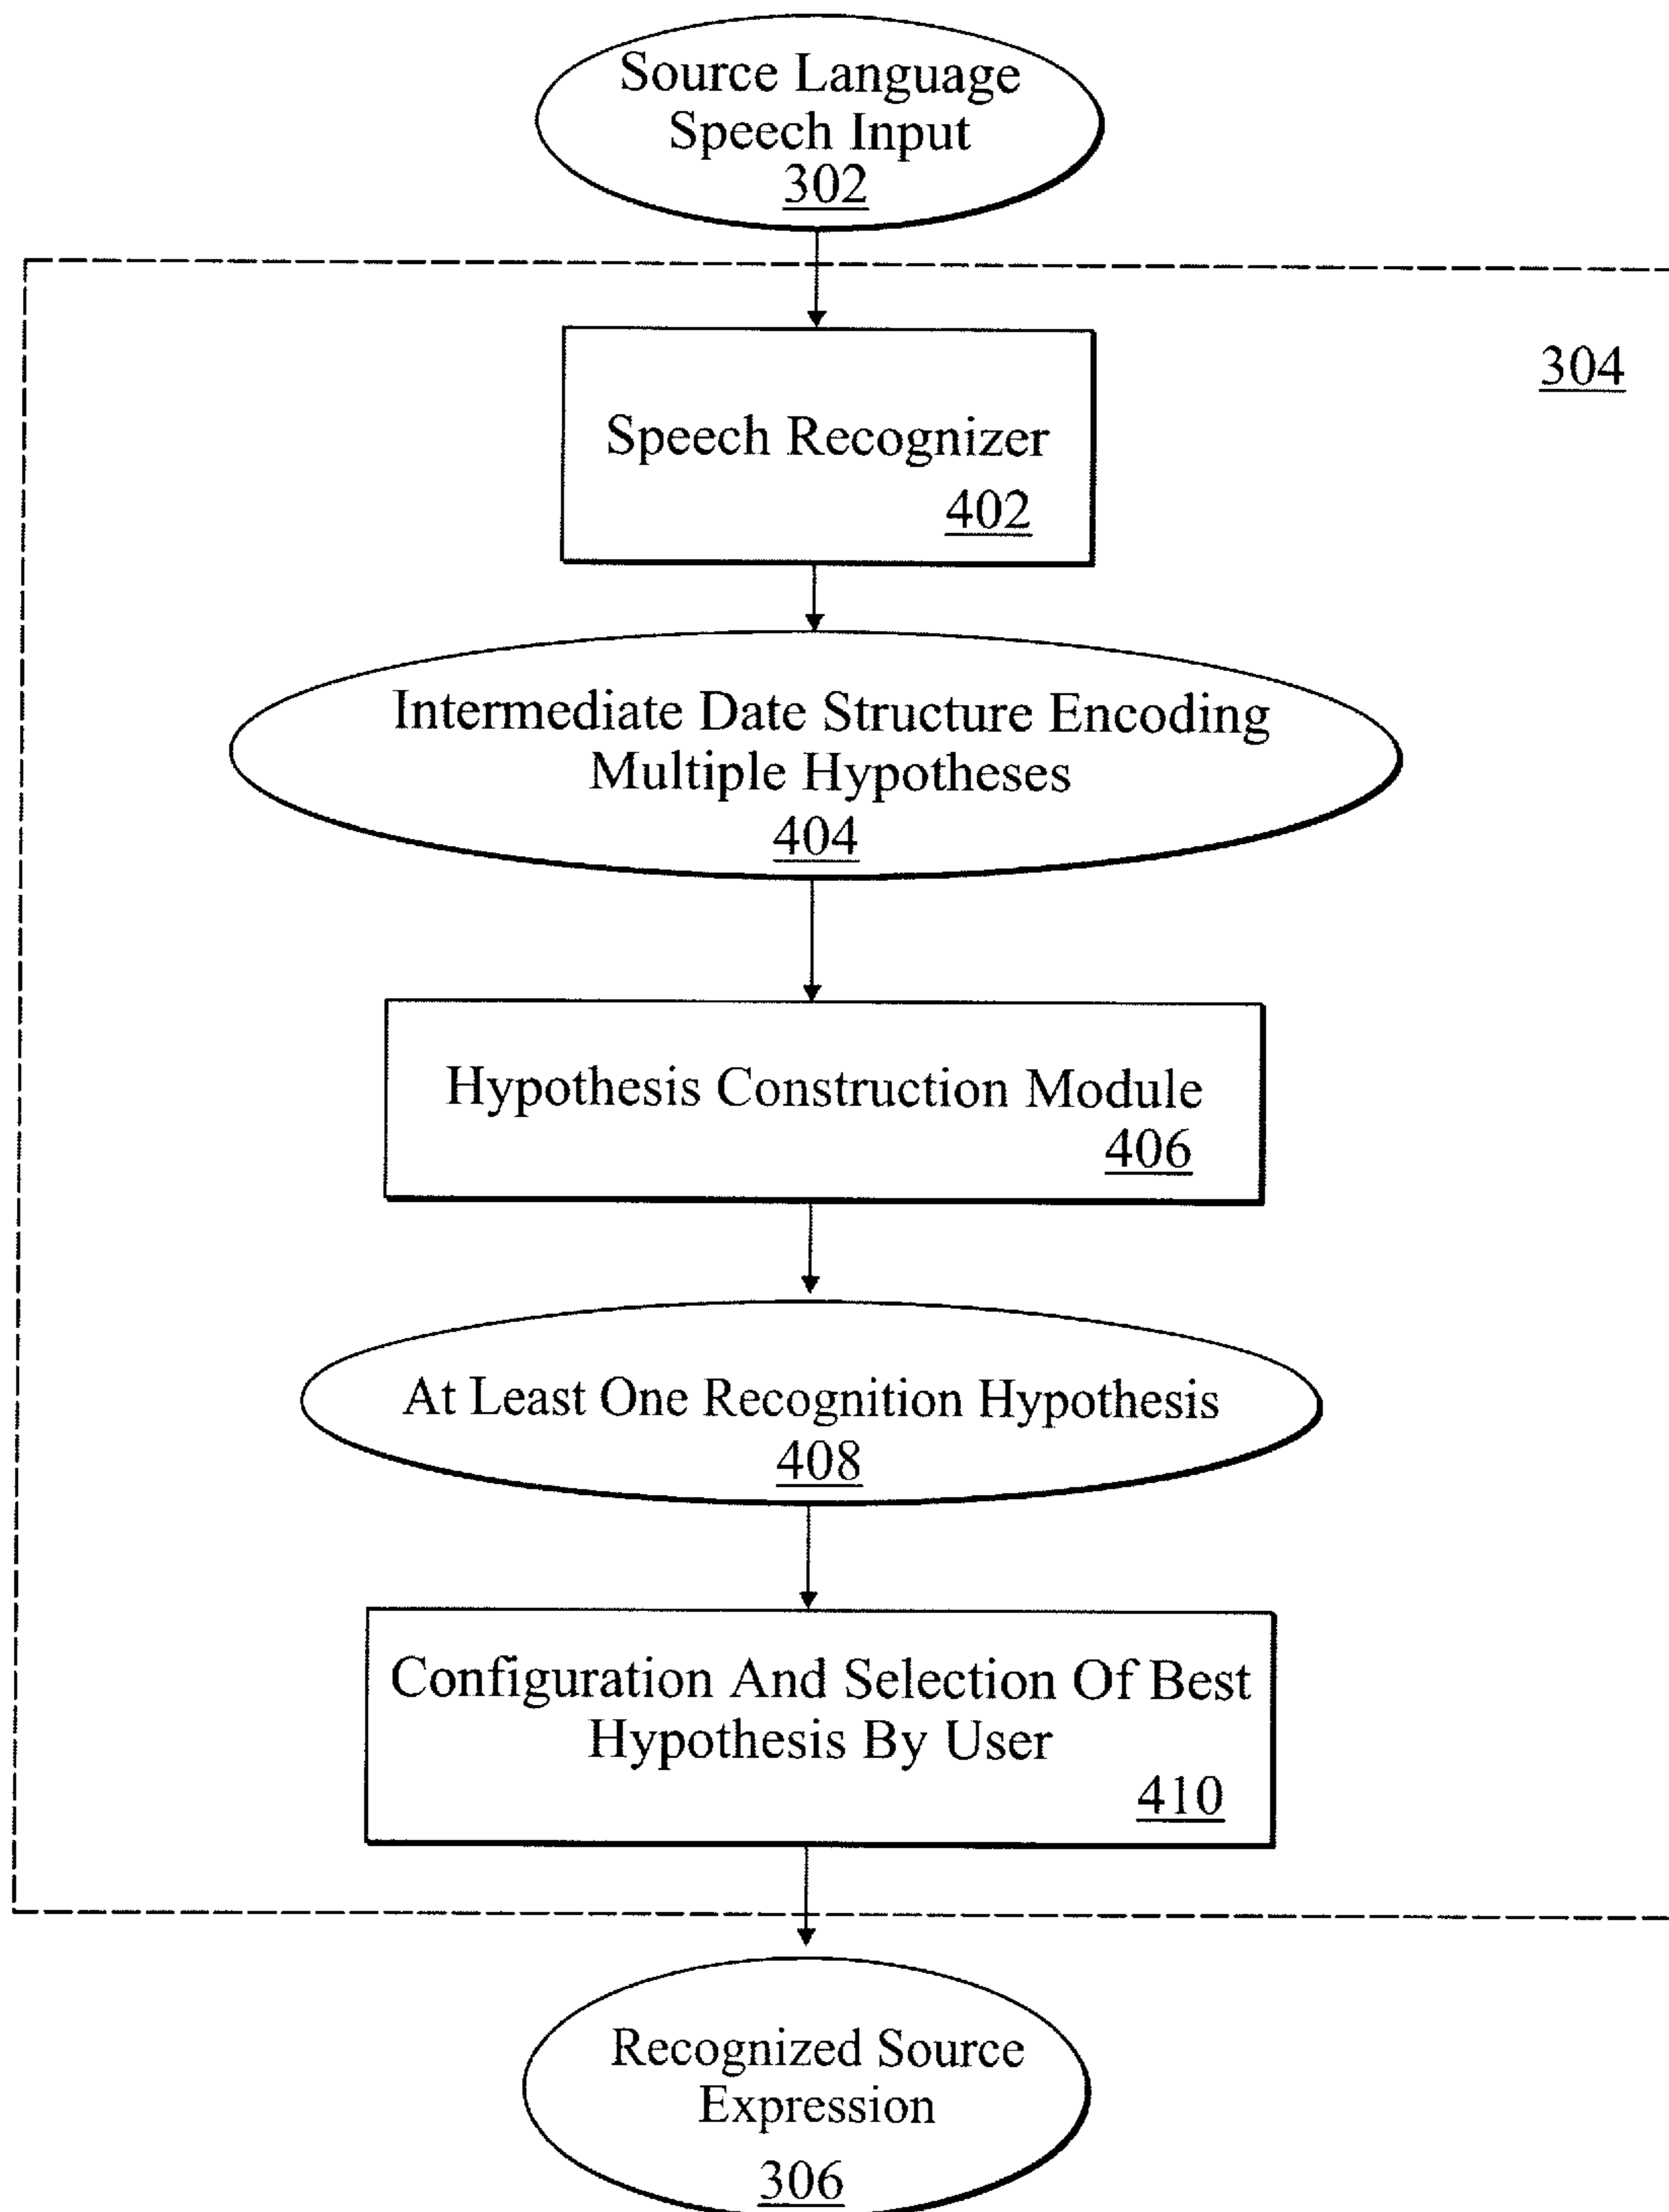 Source Language
Speech Input
302
304
Speech Recognizer
402
Intermediate Date Structure Encoding
Multiple Hypotheses
404
Hypothesis Construction Module
406
At Least One Recognition Hypothesis
408
Configuration And Selection Of Best
Hypothesis By User
410
Recognized Source
Expression
306